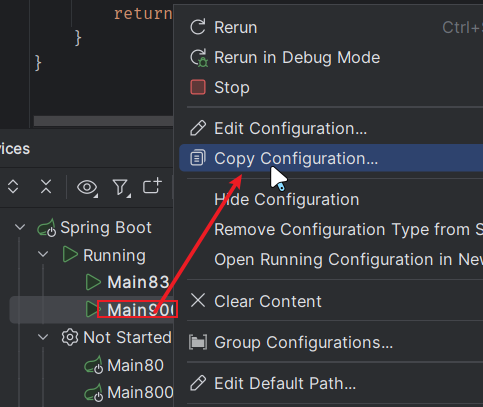 return
}
}
vices
Spring Boot
Running
Main83
Main900
Not Started
Main80
Main800
Rerun Ctrl+
Rerun in Debug Mode
Stop
Edit Configuration...
Copy Configuration...
Hide Configuration
Remove Configuration Type from S
Open Running Configuration in New
Clear Content
Group Configurations...
Edit Default Path...